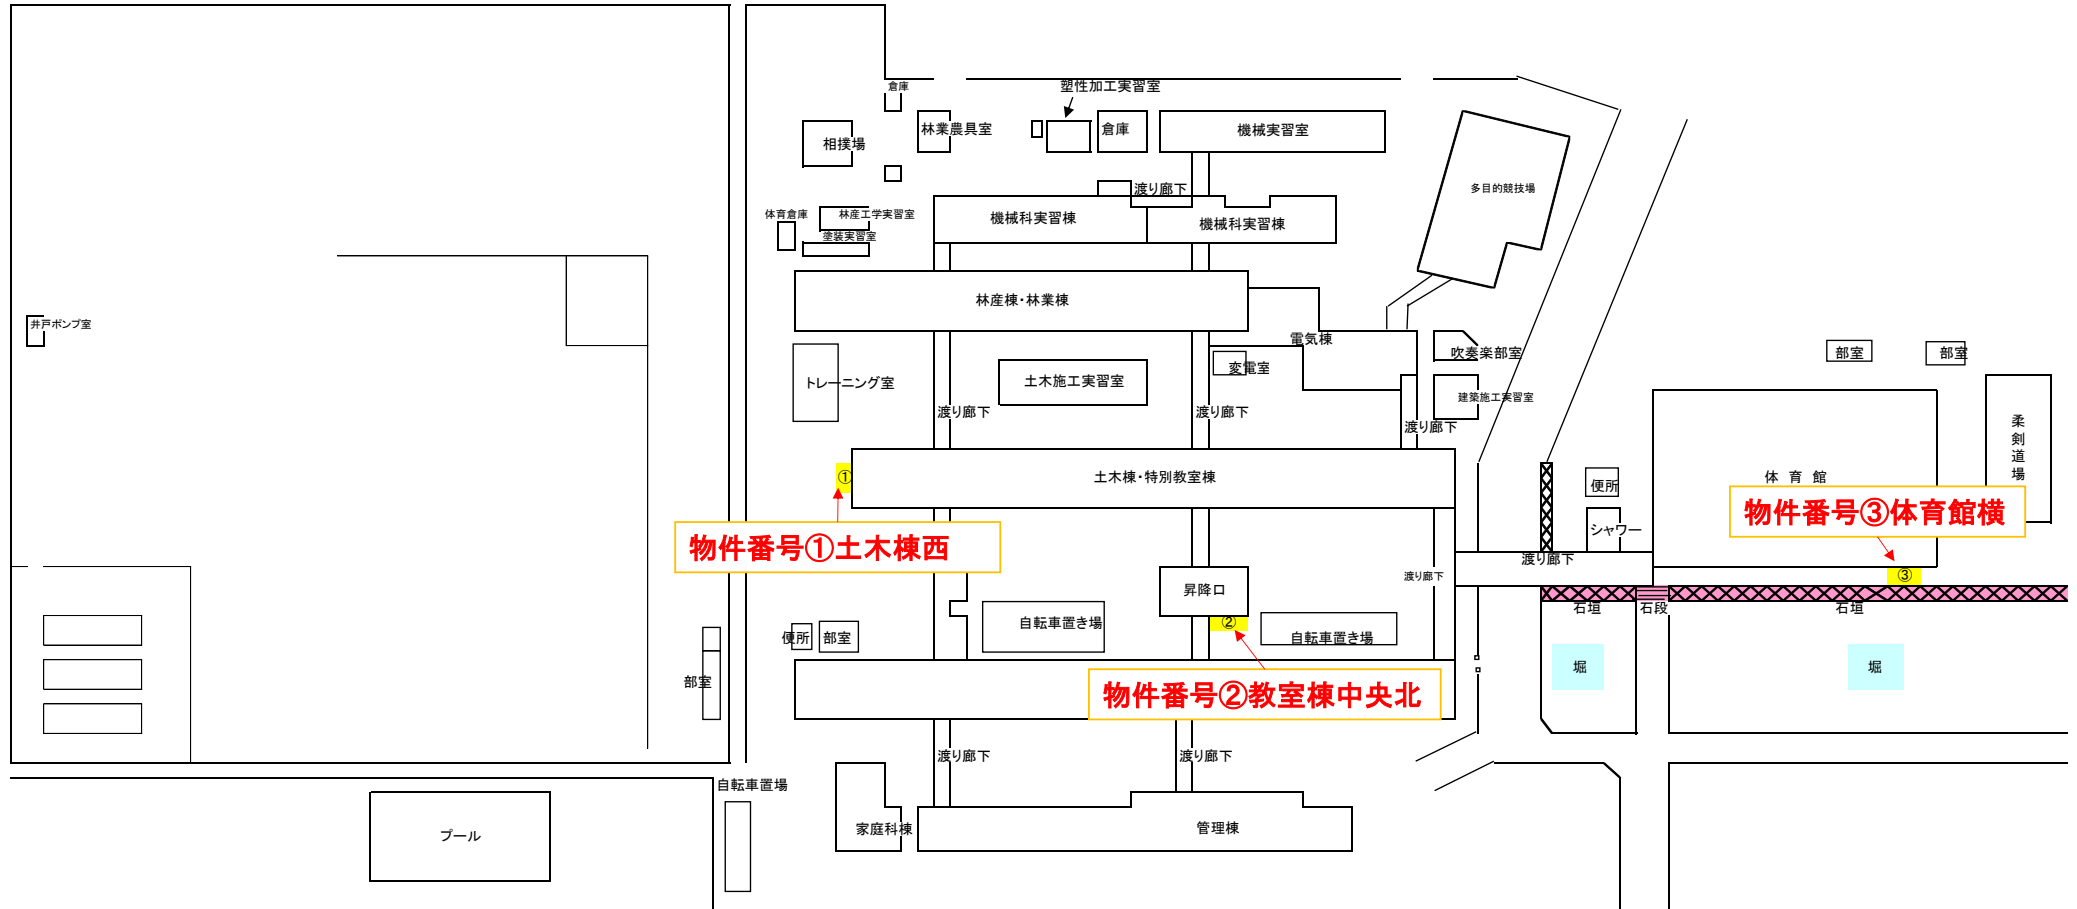 塑性加工実習室
倉庫
相撲場
林業農具室
倉庫
機械実習室
多目的競技場
渡り廊下
体育倉庫
林産工学実習室
塗装実習室
機械科実習棟
機械科実習棟
林産棟・林業棟
井戸ポンプ室
電気棟
変電室
吹奏楽部室
部室
部室
トレーニング室
土木施工実習室
建築施工実習室
渡り廊下
渡り廊下
渡り廊下
柔剣道場
①
土木棟・特別教室棟
体 育 館
便所
シャワー
物件番号③体育館横
物件番号①土木棟西
渡り廊下
渡り廊下
③
昇降口
石垣
石段
石垣
②
自転車置き場
自転車置き場
便所
部室
堀
堀
部室
物件番号②教室棟中央北
渡り廊下
渡り廊下
自転車置場
プール
家庭科棟
管理棟